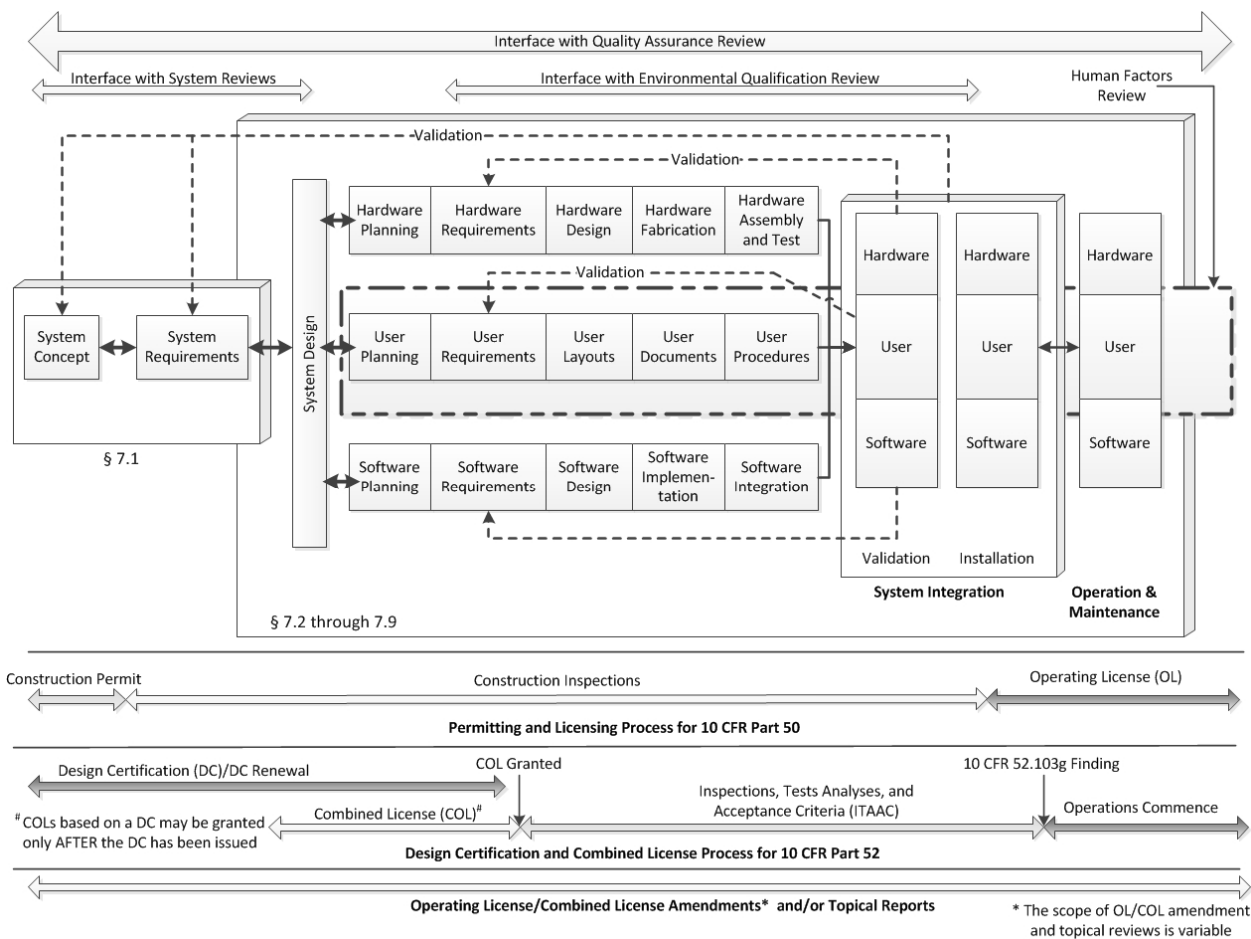 Interface with Quality Assurance Review
Interface with System Reviews
Interface with Environmental Qualification Review
Human Factors
Review
Validation
Validation
Hardware
Planning
Hardware
Requirements
Hardware
Design
Hardware
Fabrication
Hardware
Assembly
and Test
Hardware
Hardware
Hardware
Validation
System
Concept
System
Requirements
System Design
User
Planning
User
Requirements
User
Layouts
User
Documents
User
Procedures
User
User
User
§ 7.1
Software
Planning
Software
Requirements
Software
Design
Software
Implemen-
tation
Software
Integration
Software
Software
Software
Validation
Installation
System Integration
Operation &
Maintenance
§ 7.2 through 7.9
Construction Permit
Construction Inspections
Operating License (OL)
Permitting and Licensing Process for 10 CFR Part 50
Design Certification (DC)/DC Renewal
COL Granted
10 CFR 52.103g Finding
Inspections, Tests Analyses, and
Acceptance Criteria (ITAAC)
Operations Commence
Combined License (COL)#
# COLs based on a DC may be granted
only AFTER the DC has been issued
Design Certification and Combined License Process for 10 CFR Part 52
Operating License/Combined License Amendments* and/or Topical Reports
* The scope of OL/COL amendment
and topical reviews is variable